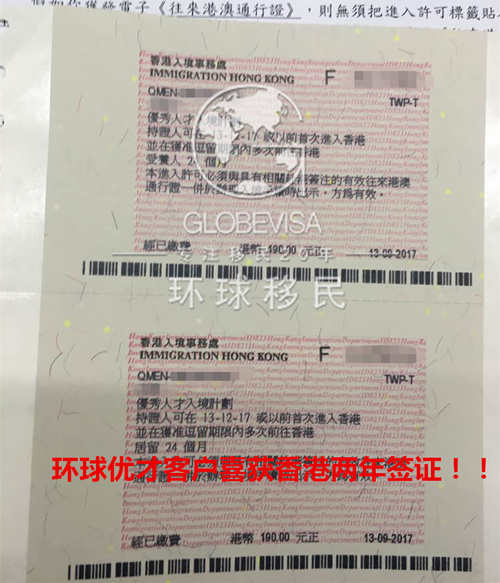 假如你獲發電子《往來港澳通行證》，則無須把進入許可標籤貼
香港入境事務處
IMMIGRATION HONG KONG
F
QMEN-
TWP-T
優秀人才入境計劃
持證人可在 13-12-17 或以前首次進入香港
並在獲准逗留期限內多次前往香港
受養人 24 個月
本進入許可必須與具有相關 簽注的有效往來港澳
通行證一併於 出示，方為有效。
GLOBEVISA
专注移民20年
經已繳費 港幣 190.00 元正 13-09-2017
环球移民
香港入境事務處
IMMIGRATION HONG KONG
F
QMEN-
TWP-T
優秀人才入境計劃
持證人可在 13-12-17 或以前首次進入香港
並在獲准逗留期限內多次前往香港
居留 24 個月
环球优才客户喜获香港两年签证！！
經已繳費 港幣 190.00 元正 13-09-2017